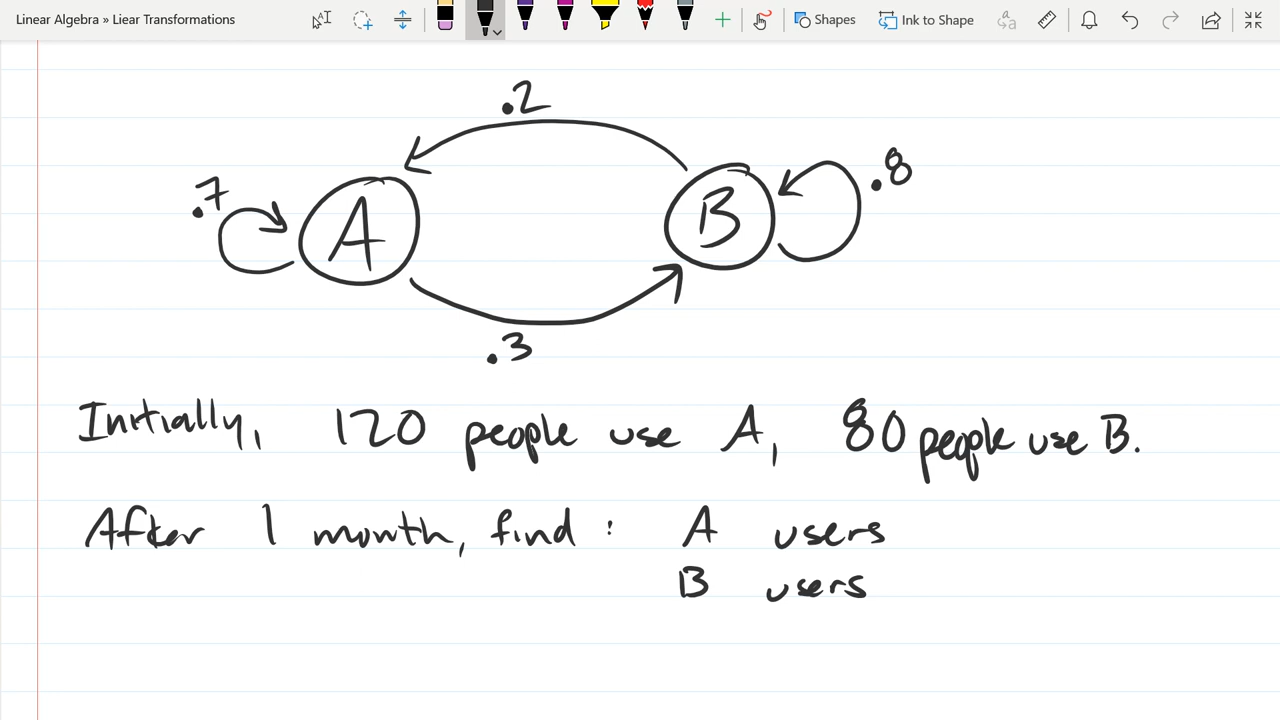 Linear Algebra » Liear Transformations
Shapes Ink to Shape
.2
.7 A B .8
.3
Initially, 120 people use A, 80 people use B.
After 1 month, find : A users
B users